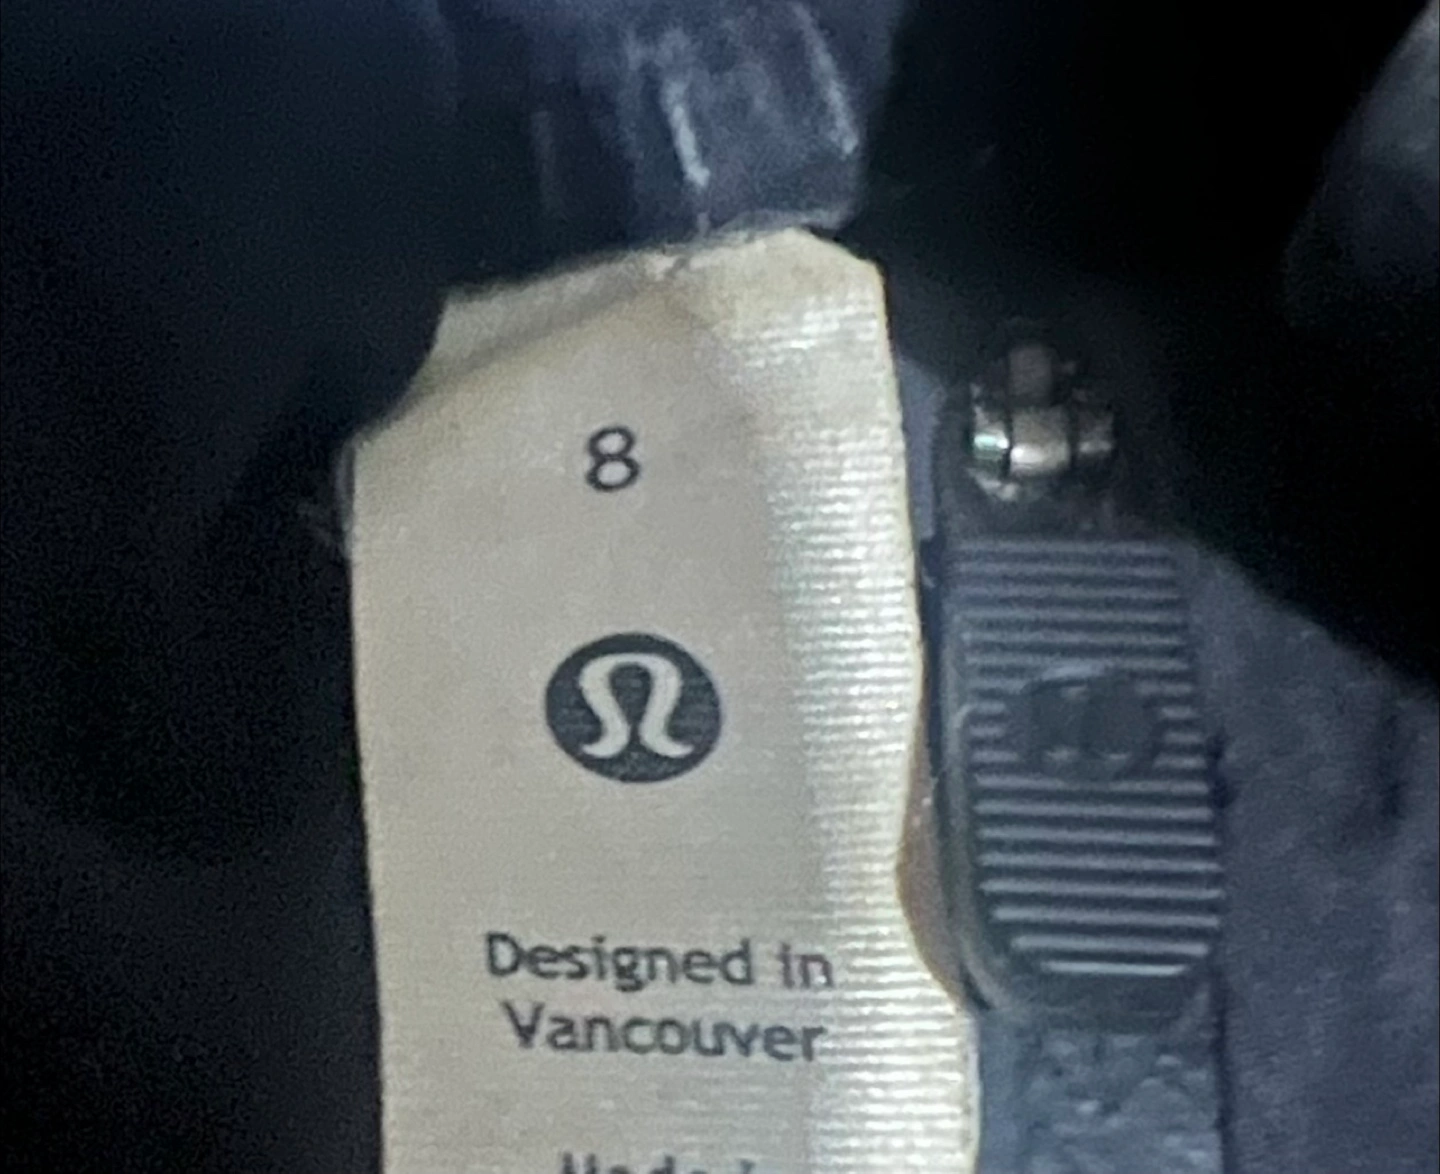 8
Designed in
Vancouver